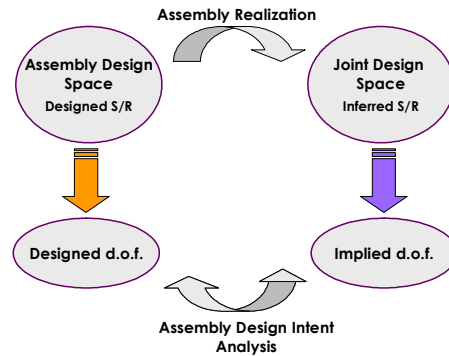 Assembly Realization
Assembly Design
Space
Designed S/R
Joint Design
Space
Inferred S/R
Designed d.o.f.
Implied d.o.f.
Assembly Design Intent
Analysis